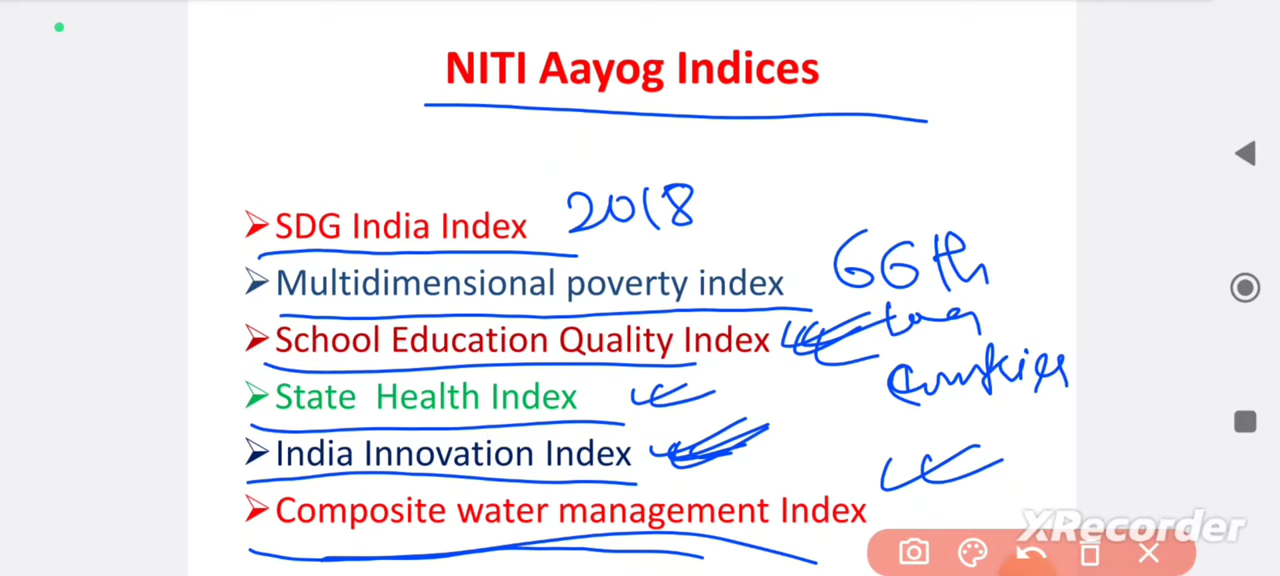 NITI Aayog Indices
SDG India Index 2018
Multidimensional poverty index 66th
School Education Quality Index
countries
State Health Index
India Innovation Index
Composite water management Index
XRecorder